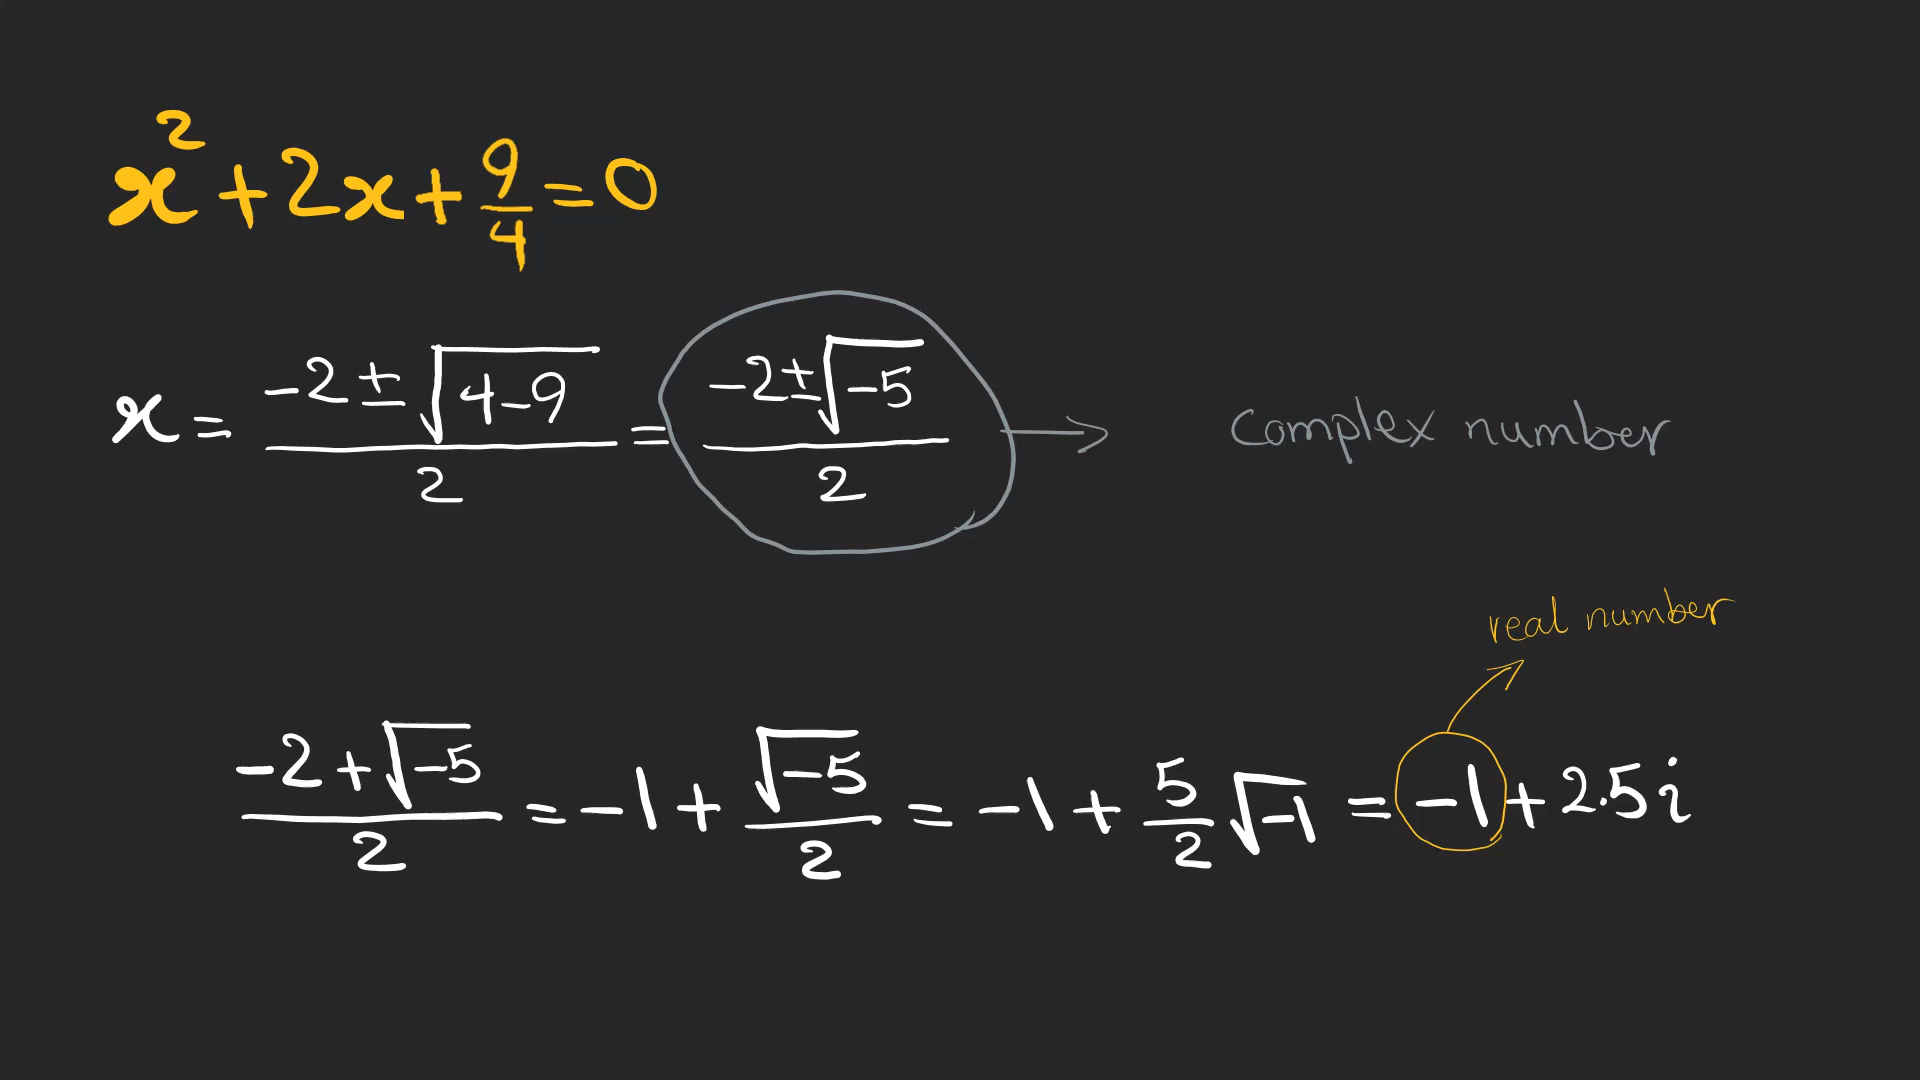 x² + 2x + 9/4 = 0
x = (-2 ± √(4-9))/2 = (-2 ± √(-5))/2 → complex number
real number
(-2 + √(-5))/2 = -1 + √(-5)/2 = -1 + 5/2 √(-1) = -1 + 2.5i